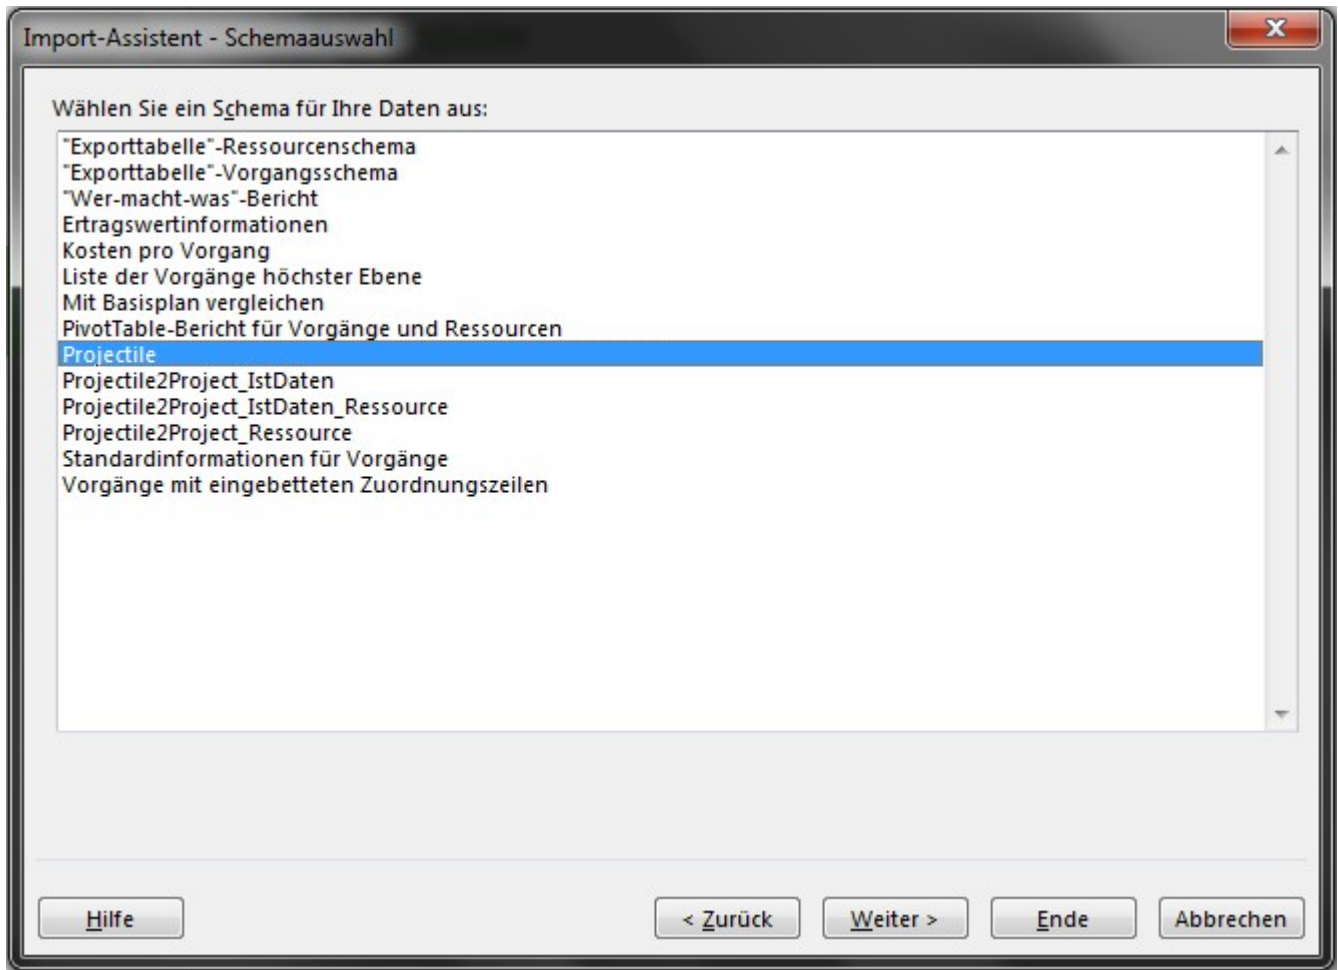 Import-Assistent - Schemaauswahl
Wählen Sie ein Schema für Ihre Daten aus:
"Exporttabelle"-Ressourcenschema
"Exporttabelle"-Vorgangsschema
"Wer-macht-was"-Bericht
Ertragswertinformationen
Kosten pro Vorgang
Liste der Vorgänge höchster Ebene
Mit Basisplan vergleichen
PivotTable-Bericht für Vorgänge und Ressourcen
Projectile
Projectile2Project_IstDaten
Projectile2Project_IstDaten_Ressource
Projectile2Project_Ressource
Standardinformationen für Vorgänge
Vorgänge mit eingebetteten Zuordnungszeilen
Hilfe < Zurück Weiter > Ende Abbrechen